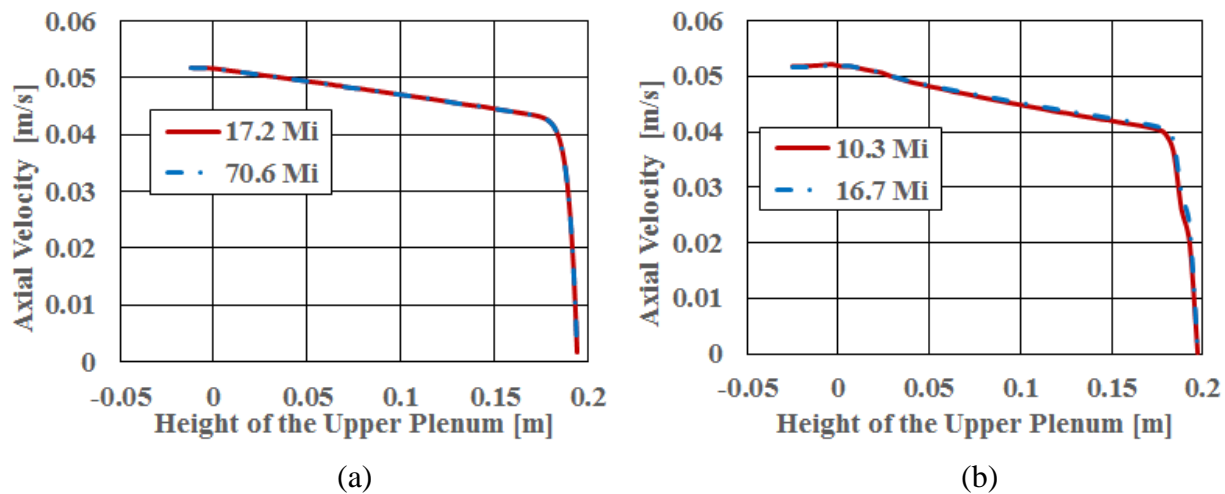 0.06
0.05
0.04
0.03
0.02
0.01
0
Axial Velocity [m/s]
17.2 Mi
70.6 Mi
-0.05 0 0.05 0.1 0.15 0.2
Height of the Upper Plenum [m]
(a)
0.06
0.05
0.04
0.03
0.02
0.01
0
Axial Velocity [m/s]
10.3 Mi
16.7 Mi
-0.05 0 0.05 0.1 0.15 0.2
Height of the Upper Plenum [m]
(b)